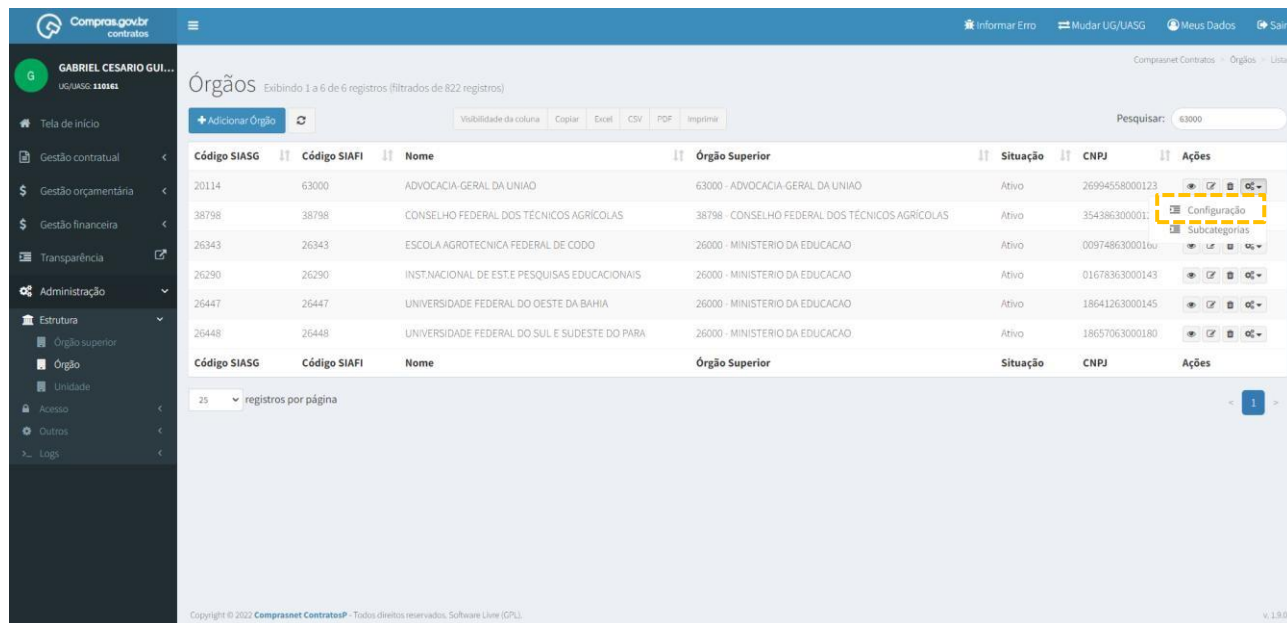 Compras.gov.br
contratos
Informar Erro Mudar UG/UASG Meus Dados Sair
G
GABRIEL CESARIO GUI...
UG/UASG: 110161
Comprasnet Contratos > Órgãos > Lista
Órgãos Exibindo 1 a 6 de 6 registros (filtrados de 822 registros)
Adicionar Órgão Visibilidade da coluna Copiar Excel CSV PDF Imprimir Pesquisar: 63000
Tela de início
Gestão contratual
Gestão orçamentária
Gestão financeira
Transparência
Administração
Estrutura
Órgão superior
Órgão
Unidade
Acesso
Outros
Logs
Código SIASG Código SIAFI Nome Órgão Superior Situação CNPJ Ações
20114 63000 ADVOCACIA-GERAL DA UNIAO 63000 - ADVOCACIA-GERAL DA UNIAO Ativo 26994558000123
38798 38798 CONSELHO FEDERAL DOS TÉCNICOS AGRÍCOLAS 38798 - CONSELHO FEDERAL DOS TÉCNICOS AGRÍCOLAS Ativo
Configuração
Subcategorias
26343 26343 ESCOLA AGROTECNICA FEDERAL DE CODO 26000 - MINISTERIO DA EDUCACAO Ativo 00974863000160
26290 26290 INST.NACIONAL DE EST.E PESQUISAS EDUCACIONAIS 26000 - MINISTERIO DA EDUCACAO Ativo 01678363000143
26447 26447 UNIVERSIDADE FEDERAL DO OESTE DA BAHIA 26000 - MINISTERIO DA EDUCACAO Ativo 18641263000145
26448 26448 UNIVERSIDADE FEDERAL DO SUL E SUDESTE DO PARA 26000 - MINISTERIO DA EDUCACAO Ativo 18657063000180
Código SIASG Código SIAFI Nome Órgão Superior Situação CNPJ Ações
25 registros por página < 1 >
Copyright © 2022 Comprasnet ContratosP - Todos direitos reservados. Software Livre (GPL). v. 1.9.0